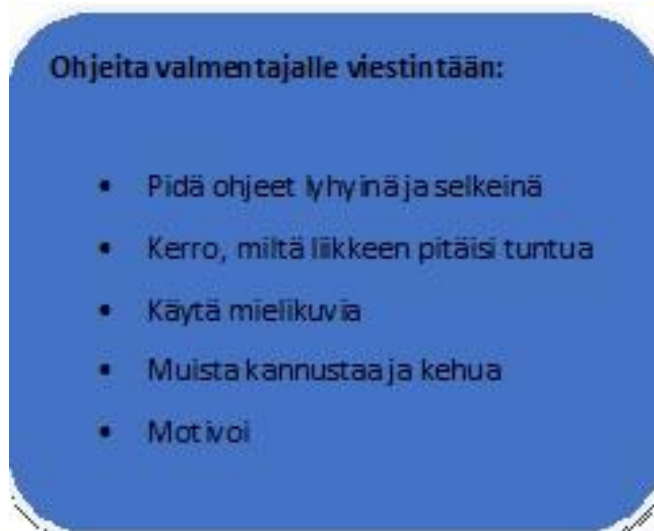 Ohjeita valmentajalle viestintään:
• Pidä ohjeet lyhyinä ja selkeinä
• Kerro, miltä liikkeen pitäisi tuntua
• Käytä mielikuvia
• Muista kannustaa ja kehua
• Motivoi